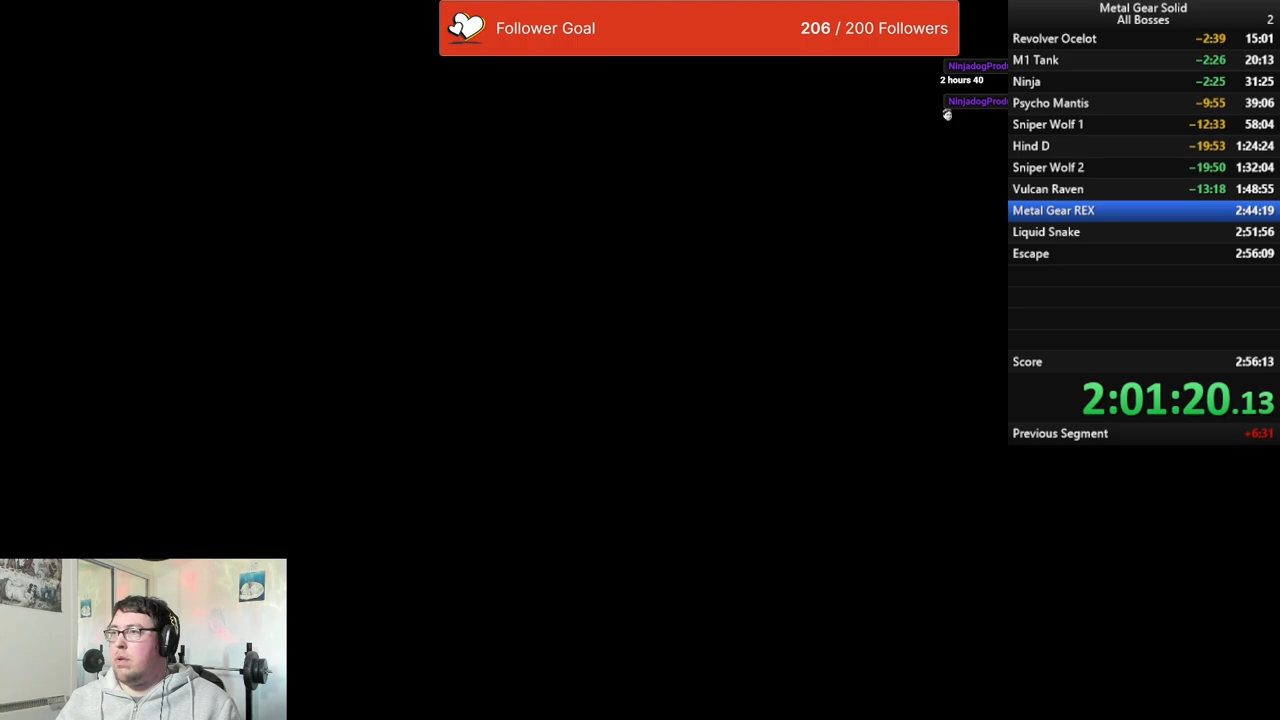 Follower Goal 206 / 200 Followers
NinjadogProdu
2 hours 40
NinjadogProdu
Metal Gear Solid
All Bosses 2
Revolver Ocelot -2:39 15:01
M1 Tank -2:26 20:13
Ninja -2:25 31:25
Psycho Mantis -9:55 39:06
Sniper Wolf 1 -12:33 58:04
Hind D -19:53 1:24:24
Sniper Wolf 2 -19:50 1:32:04
Vulcan Raven -13:18 1:48:55
Metal Gear REX 2:44:19
Liquid Snake 2:51:56
Escape 2:56:09
Score 2:56:13
2:01:20.13
Previous Segment +6:31